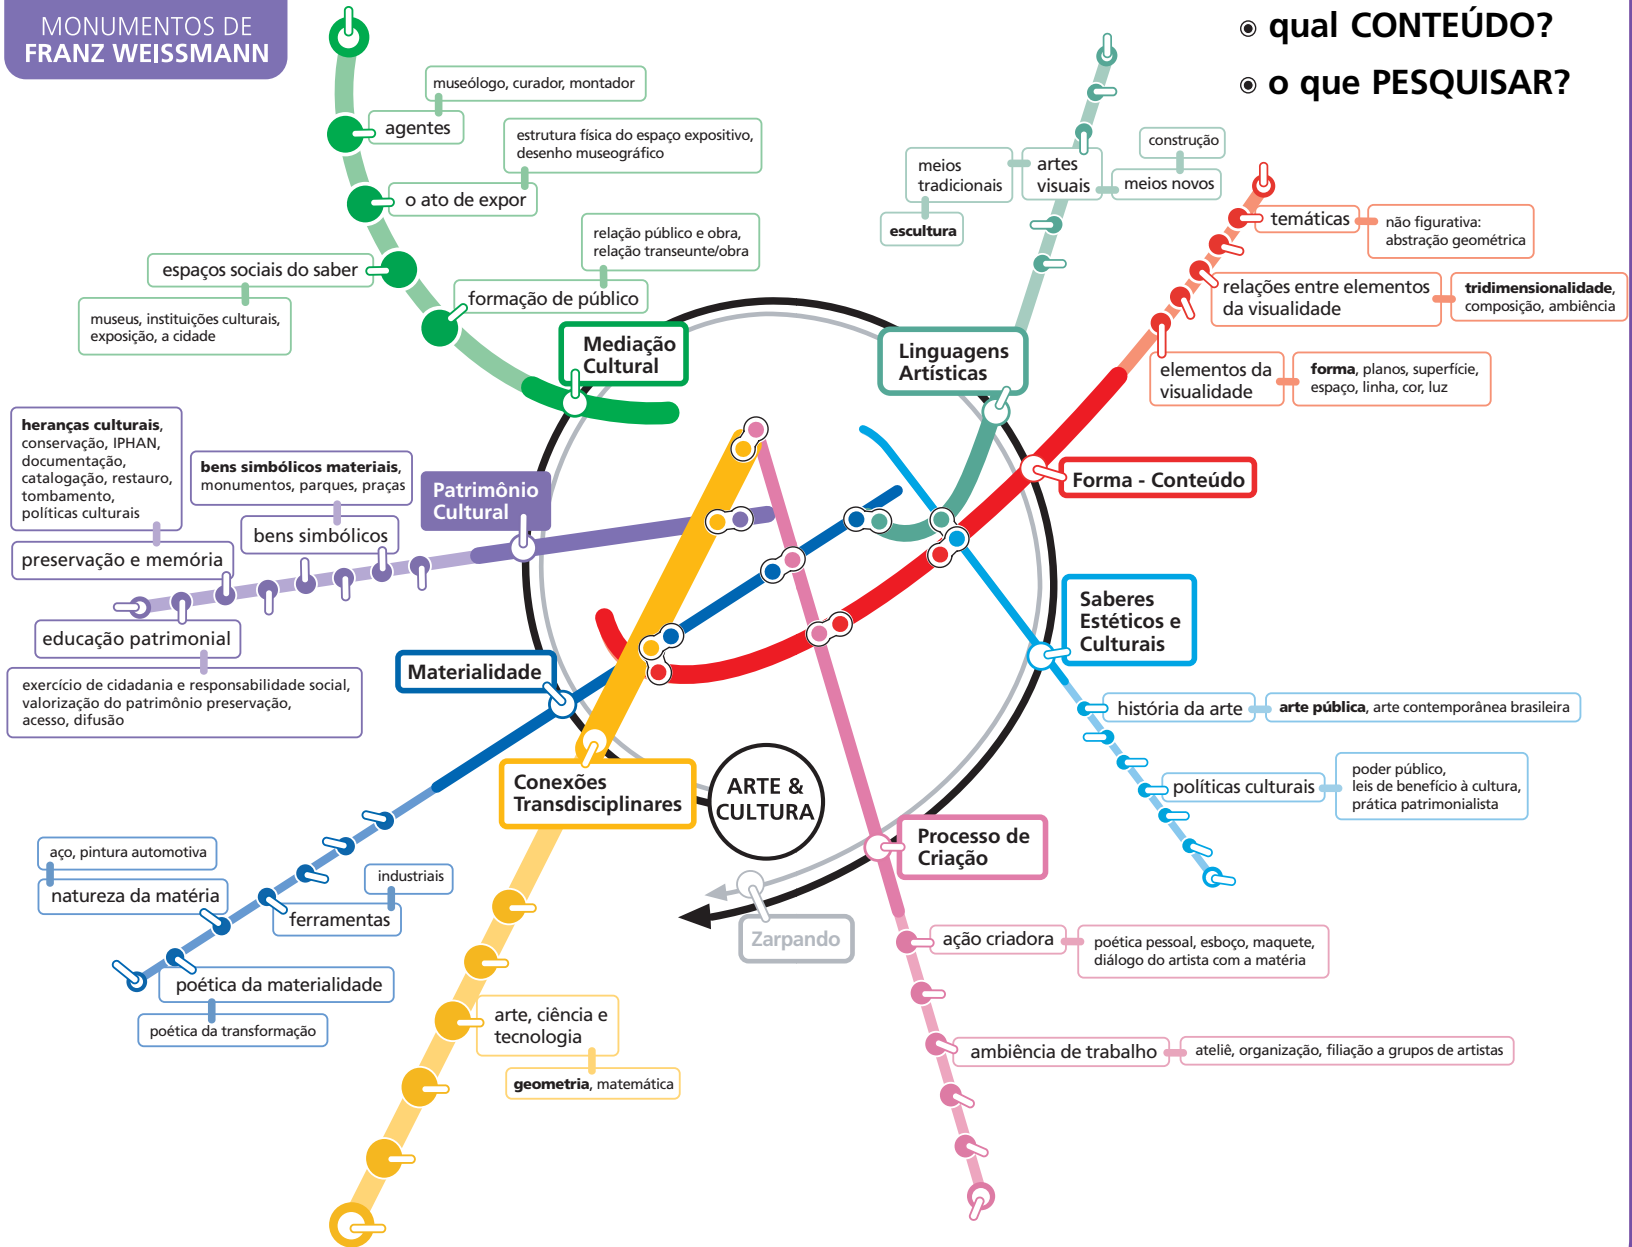 MONUMENTOS DE
FRANZ WEISSMANN
qual CONTEÚDO?
o que PESQUISAR?
museólogo, curador, montador
agentes
estrutura física do espaço expositivo,
desenho museográfico
o ato de expor
relação público e obra,
relação transeunte/obra
espaços sociais do saber
formação de público
museus, instituições culturais,
exposição, a cidade
Mediação
Cultural
construção
meios
tradicionais
artes
visuais
meios novos
escultura
Linguagens
Artísticas
temáticas
não figurativa:
abstração geométrica
relações entre elementos
da visualidade
tridimensionalidade,
composição, ambiência
elementos da
visualidade
forma, planos, superfície,
espaço, linha, cor, luz
Forma - Conteúdo
heranças culturais,
conservação, IPHAN,
documentação,
catalogação, restauro,
tombamento,
políticas culturais
bens simbólicos materiais,
monumentos, parques, praças
Patrimônio
Cultural
bens simbólicos
preservação e memória
educação patrimonial
exercício de cidadania e responsabilidade social,
valorização do patrimônio preservação,
acesso, difusão
Saberes
Estéticos e
Culturais
história da arte
arte pública, arte contemporânea brasileira
políticas culturais
poder público,
leis de benefício à cultura,
prática patrimonialista
Materialidade
aço, pintura automotiva
natureza da matéria
industriais
ferramentas
poética da materialidade
poética da transformação
Conexões
Transdisciplinares
ARTE &
CULTURA
Zarpando
arte, ciência e
tecnologia
geometria, matemática
Processo de
Criação
ação criadora
poética pessoal, esboço, maquete,
diálogo do artista com a matéria
ambiência de trabalho
ateliê, organização, filiação a grupos de artistas